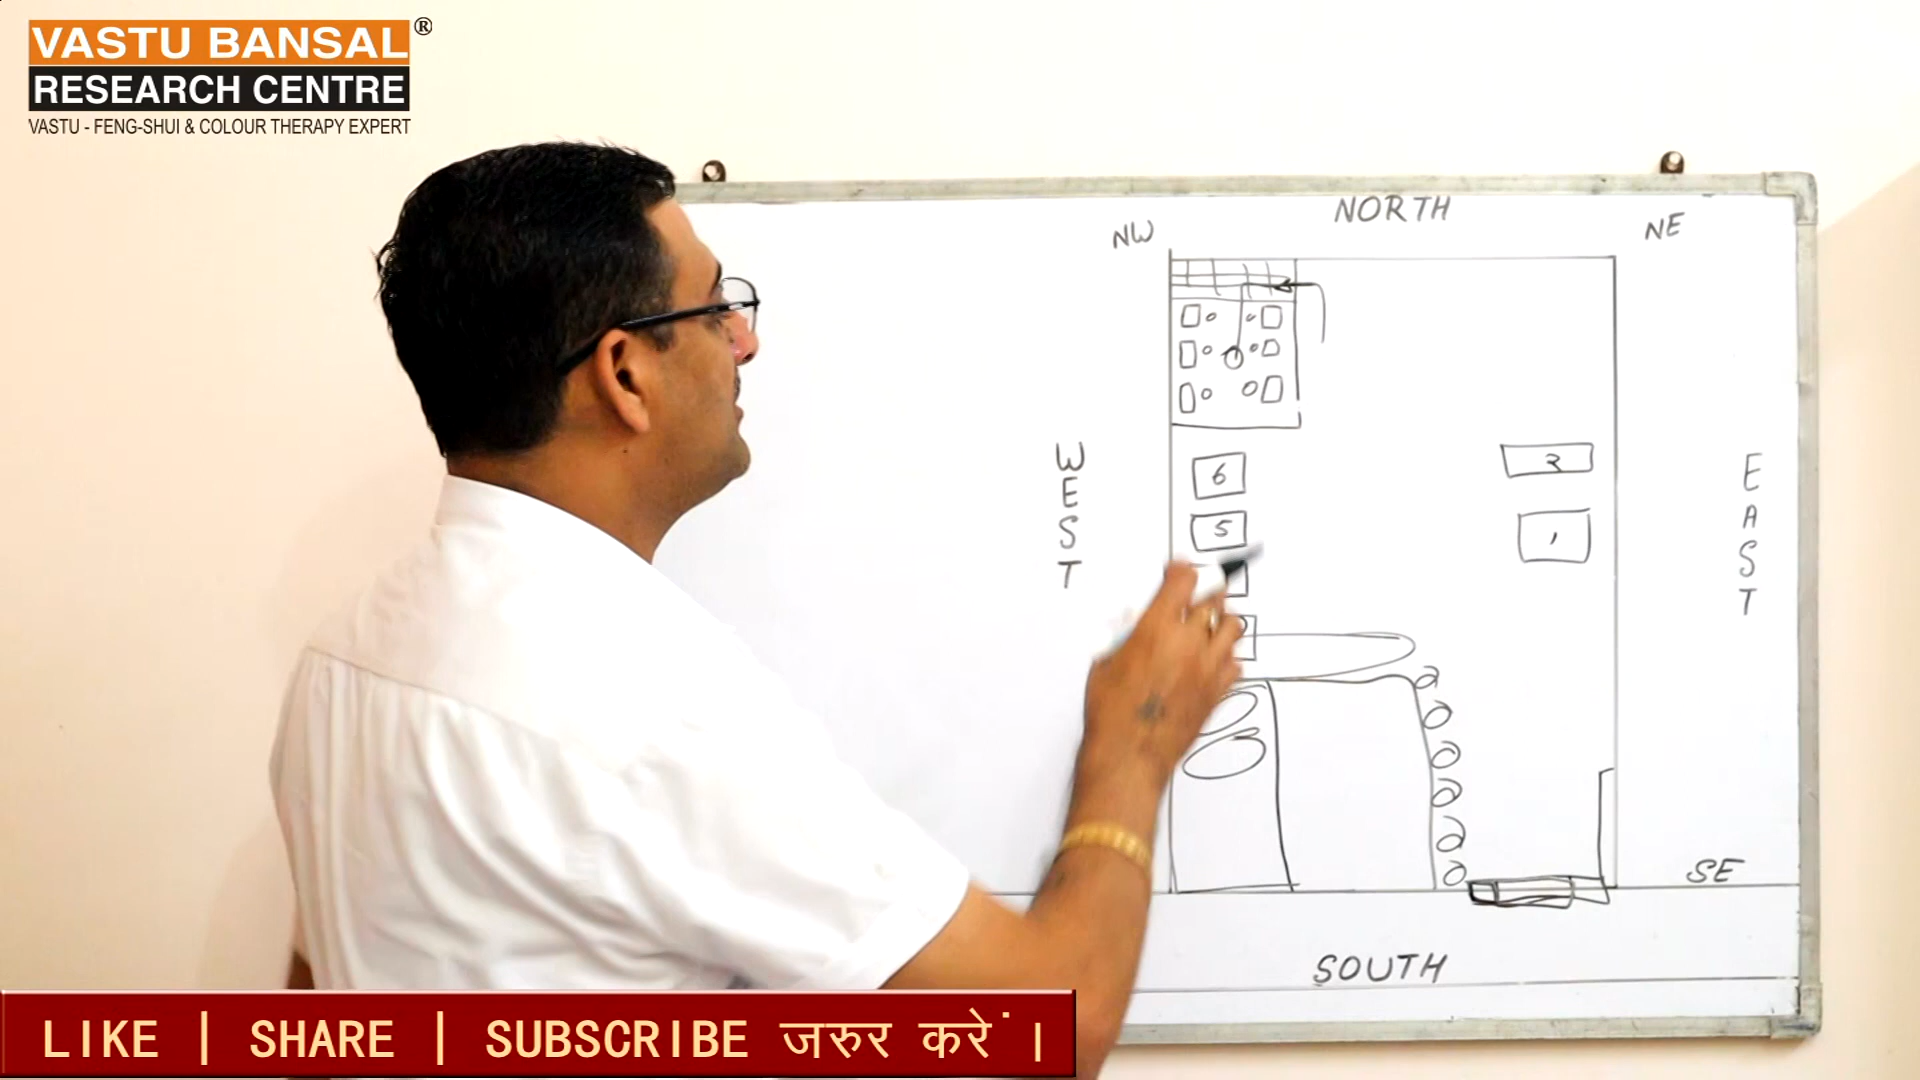 VASTU BANSAL®
RESEARCH CENTRE
VASTU - FENG-SHUI & COLOUR THERAPY EXPERT
NORTH
NW
NE
WEST
EAST
6
5
2
1
SE
SOUTH
LIKE | SHARE | SUBSCRIBE जरुर करें ।